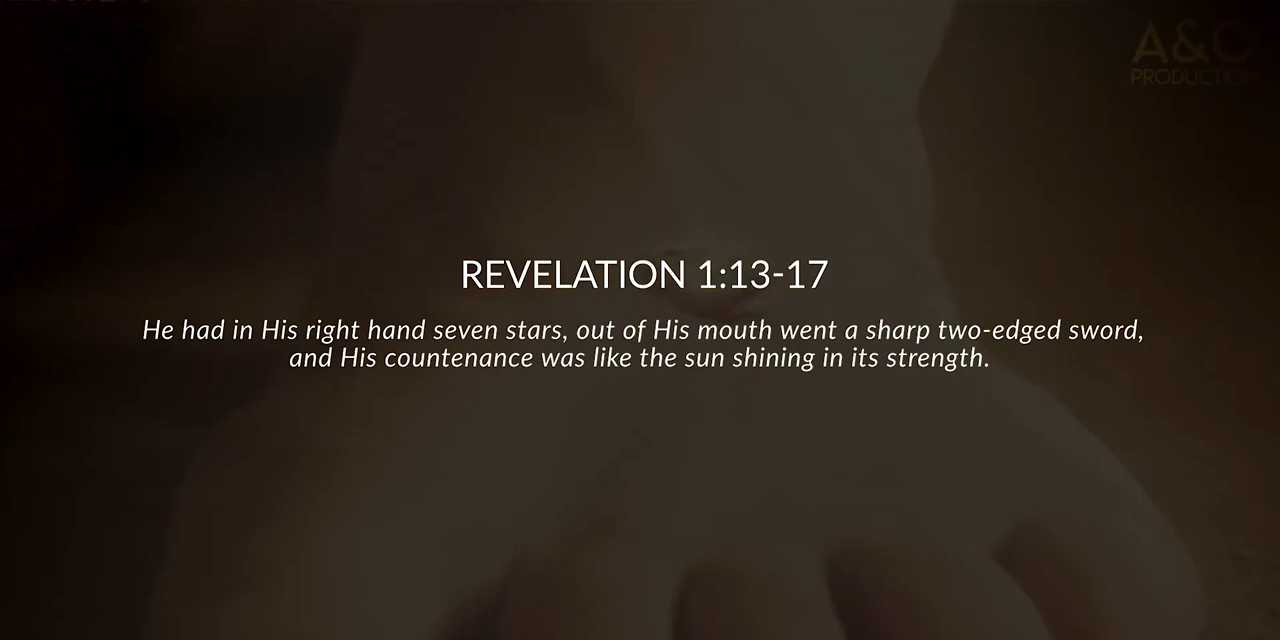 A&O
PRODUCTION
REVELATION 1:13-17
He had in His right hand seven stars, out of His mouth went a sharp two-edged sword,
and His countenance was like the sun shining in its strength.